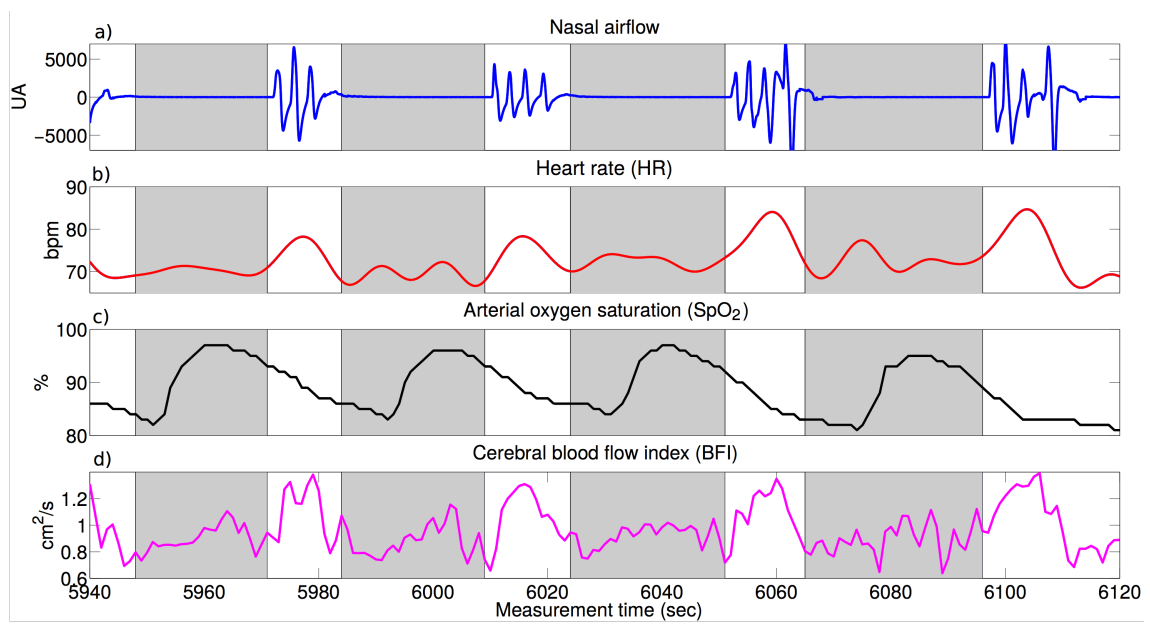 a)
Nasal airflow
5000
0
−5000
UA
b)
Heart rate (HR)
90
80
70
bpm
c)
Arterial oxygen saturation (SpO2)
100
90
80
%
d)
Cerebral blood flow index (BFI)
1.2
1
0.8
0.6
cm²/s
5940 5960 5980 6000 6020 6040 6060 6080 6100 6120
Measurement time (sec)